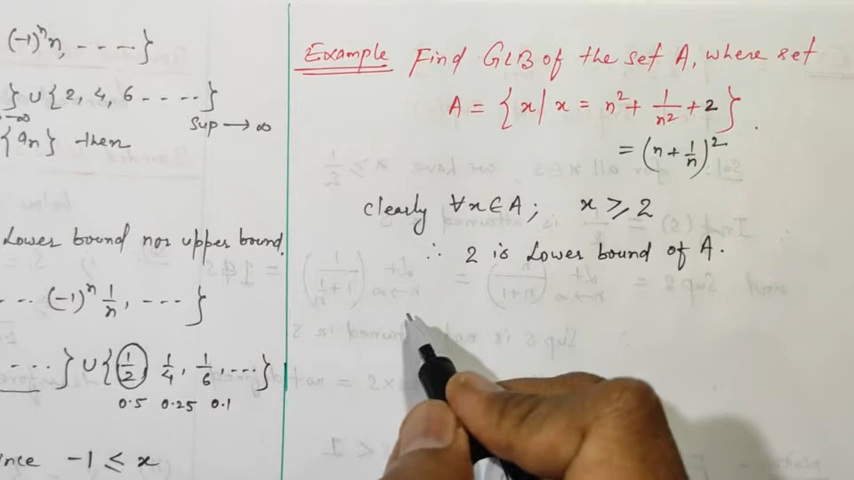 (-1)ⁿn, - - - - }
} ∪ {2, 4, 6 - - - - - }
→ -∞ Sup → ∞
{aₙ} then
Lower bound nor upper bound.
- - (-1)ⁿ 1/n, - - - }
- - - - } ∪ {1/2, 1/4, 1/6, - - - }
0.5 0.25 0.1
ince -1 ≤ x
Example Find GLB of the set A, where set
A = { x | x = n² + 1/n² + 2 } .
= (n + 1/n)²
Clearly ∀ x ∈ A ; x ≥ 2
∴ 2 is Lower bound of A.